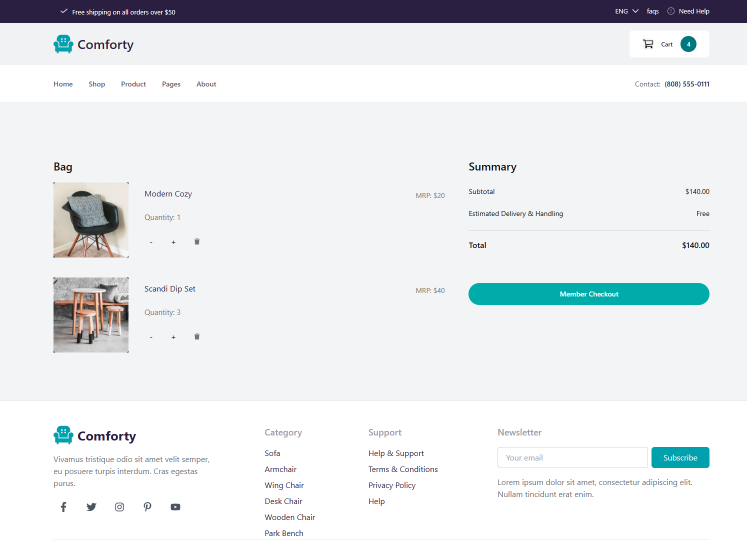 Free shipping on all orders over $50
ENG faqs Need Help
Comforty
Cart 4
Home Shop Product Pages About
Contact: (808) 555-0111
Bag
Modern Cozy
MRP: $20
Quantity: 1
- +
Scandi Dip Set
MRP: $40
Quantity: 3
- +
Summary
Subtotal $140.00
Estimated Delivery & Handling Free
Total $140.00
Member Checkout
Comforty
Vivamus tristique odio sit amet velit semper,
eu posuere turpis interdum. Cras egestas
purus.
Category
Sofa
Armchair
Wing Chair
Desk Chair
Wooden Chair
Park Bench
Support
Help & Support
Terms & Conditions
Privacy Policy
Help
Newsletter
Your email
Subscribe
Lorem ipsum dolor sit amet, consectetur adipiscing elit.
Nullam tincidunt erat enim.